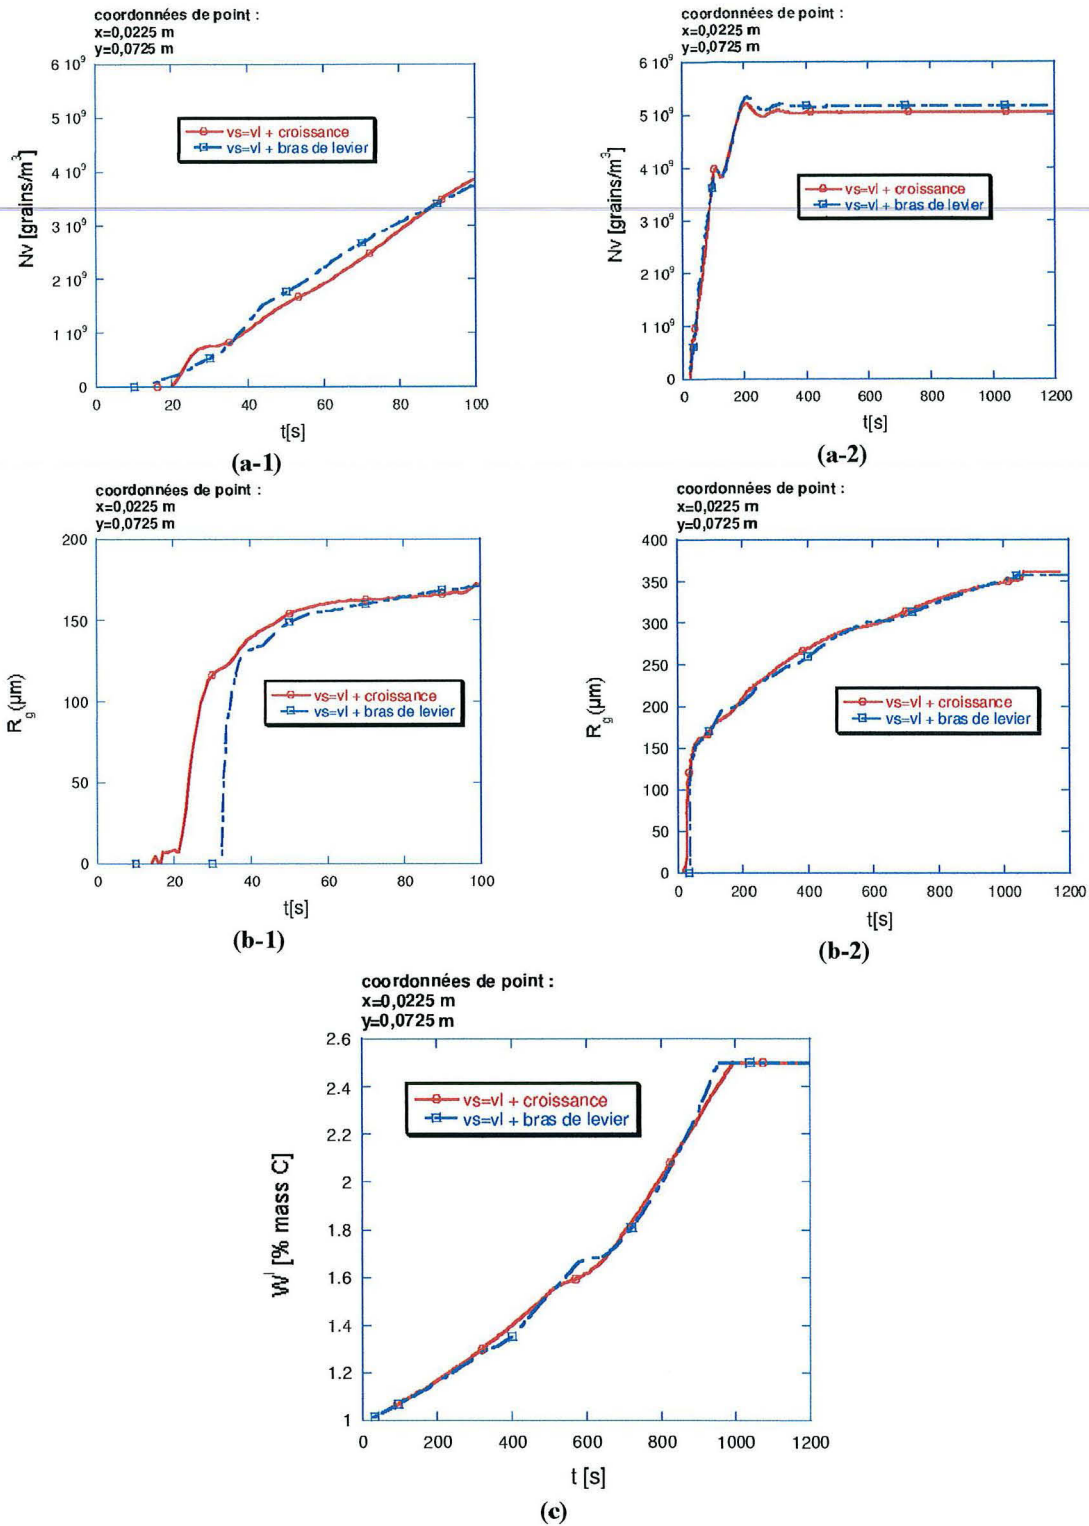 coordonnées de point :
x=0,0225 m
y=0,0725 m
6 10⁹
5 10⁹
4 10⁹
3 10⁹
2 10⁹
1 10⁹
0
Nv [grains/m³]
vs=vl + croissance
vs=vl + bras de levier
0 20 40 60 80 100
t[s]
(a-1)
coordonnées de point :
x=0,0225 m
y=0,0725 m
6 10⁹
5 10⁹
4 10⁹
3 10⁹
2 10⁹
1 10⁹
0
Nv [grains/m³]
vs=vl + croissance
vs=vl + bras de levier
0 200 400 600 800 1000 1200
t[s]
(a-2)
coordonnées de point :
x=0,0225 m
y=0,0725 m
200
150
100
50
0
R_g (µm)
vs=vl + croissance
vs=vl + bras de levier
0 20 40 60 80 100
t[s]
(b-1)
coordonnées de point :
x=0,0225 m
y=0,0725 m
400
350
300
250
200
150
100
50
0
R_g (µm)
vs=vl + croissance
vs=vl + bras de levier
0 200 400 600 800 1000 1200
t[s]
(b-2)
coordonnées de point :
x=0,0225 m
y=0,0725 m
2.6
2.4
2.2
2
1.8
1.6
1.4
1.2
1
W^l [% mass C]
vs=vl + croissance
vs=vl + bras de levier
0 200 400 600 800 1000 1200
t [s]
(c)